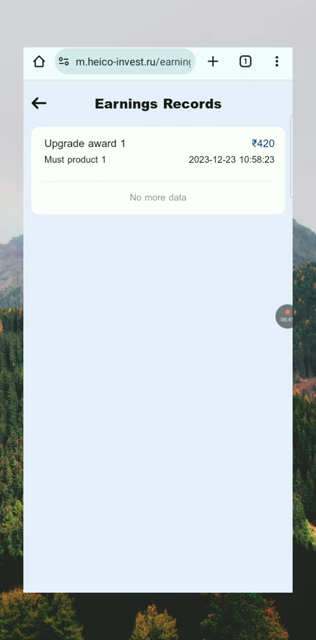 m.heico-invest.ru/earning
1
Earnings Records
Upgrade award 1 ₹420
Must product 1 2023-12-23 10:58:23
No more data